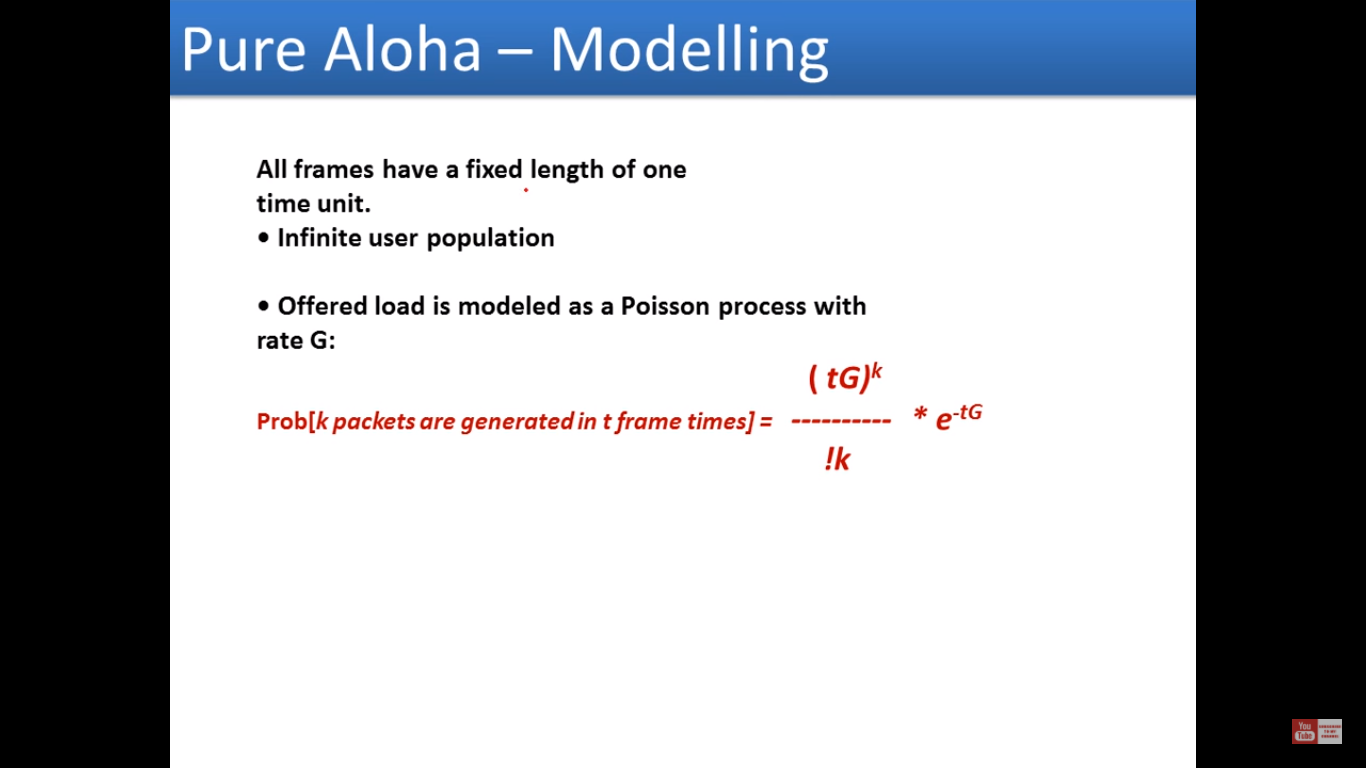 Pure Aloha – Modelling
All frames have a fixed length of one
time unit.
• Infinite user population
• Offered load is modeled as a Poisson process with
rate G:
( tG)^k
Prob[k packets are generated in t frame times] = ---------- * e^-tG
!k
You
Tube